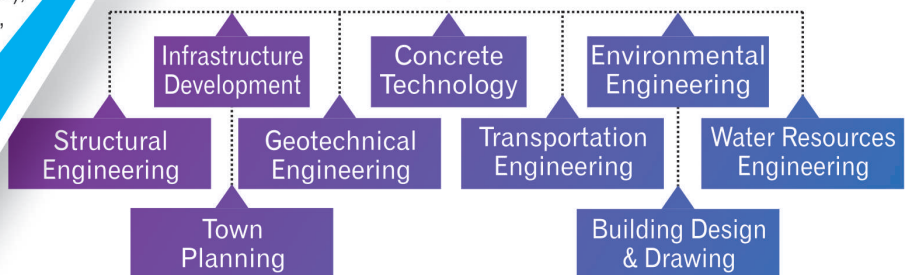 Infrastructure
Development
Concrete
Technology
Environmental
Engineering
Structural
Engineering
Geotechnical
Engineering
Transportation
Engineering
Water Resources
Engineering
Town
Planning
Building Design
& Drawing